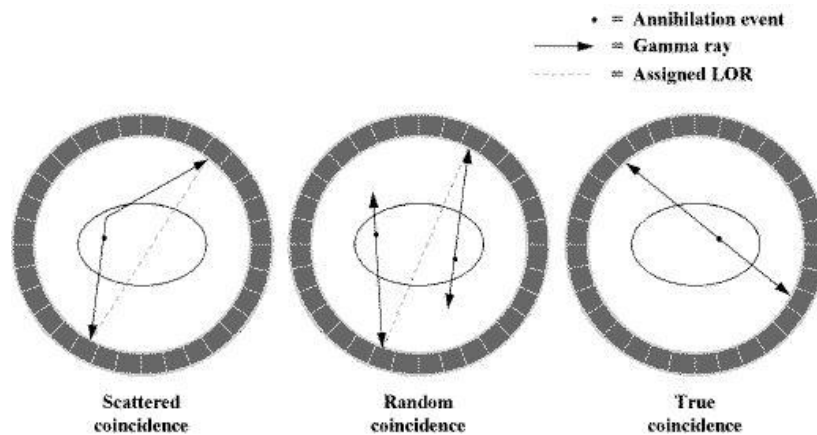 • = Annihilation event
= Gamma ray
= Assigned LOR
Scattered
coincidence
Random
coincidence
True
coincidence